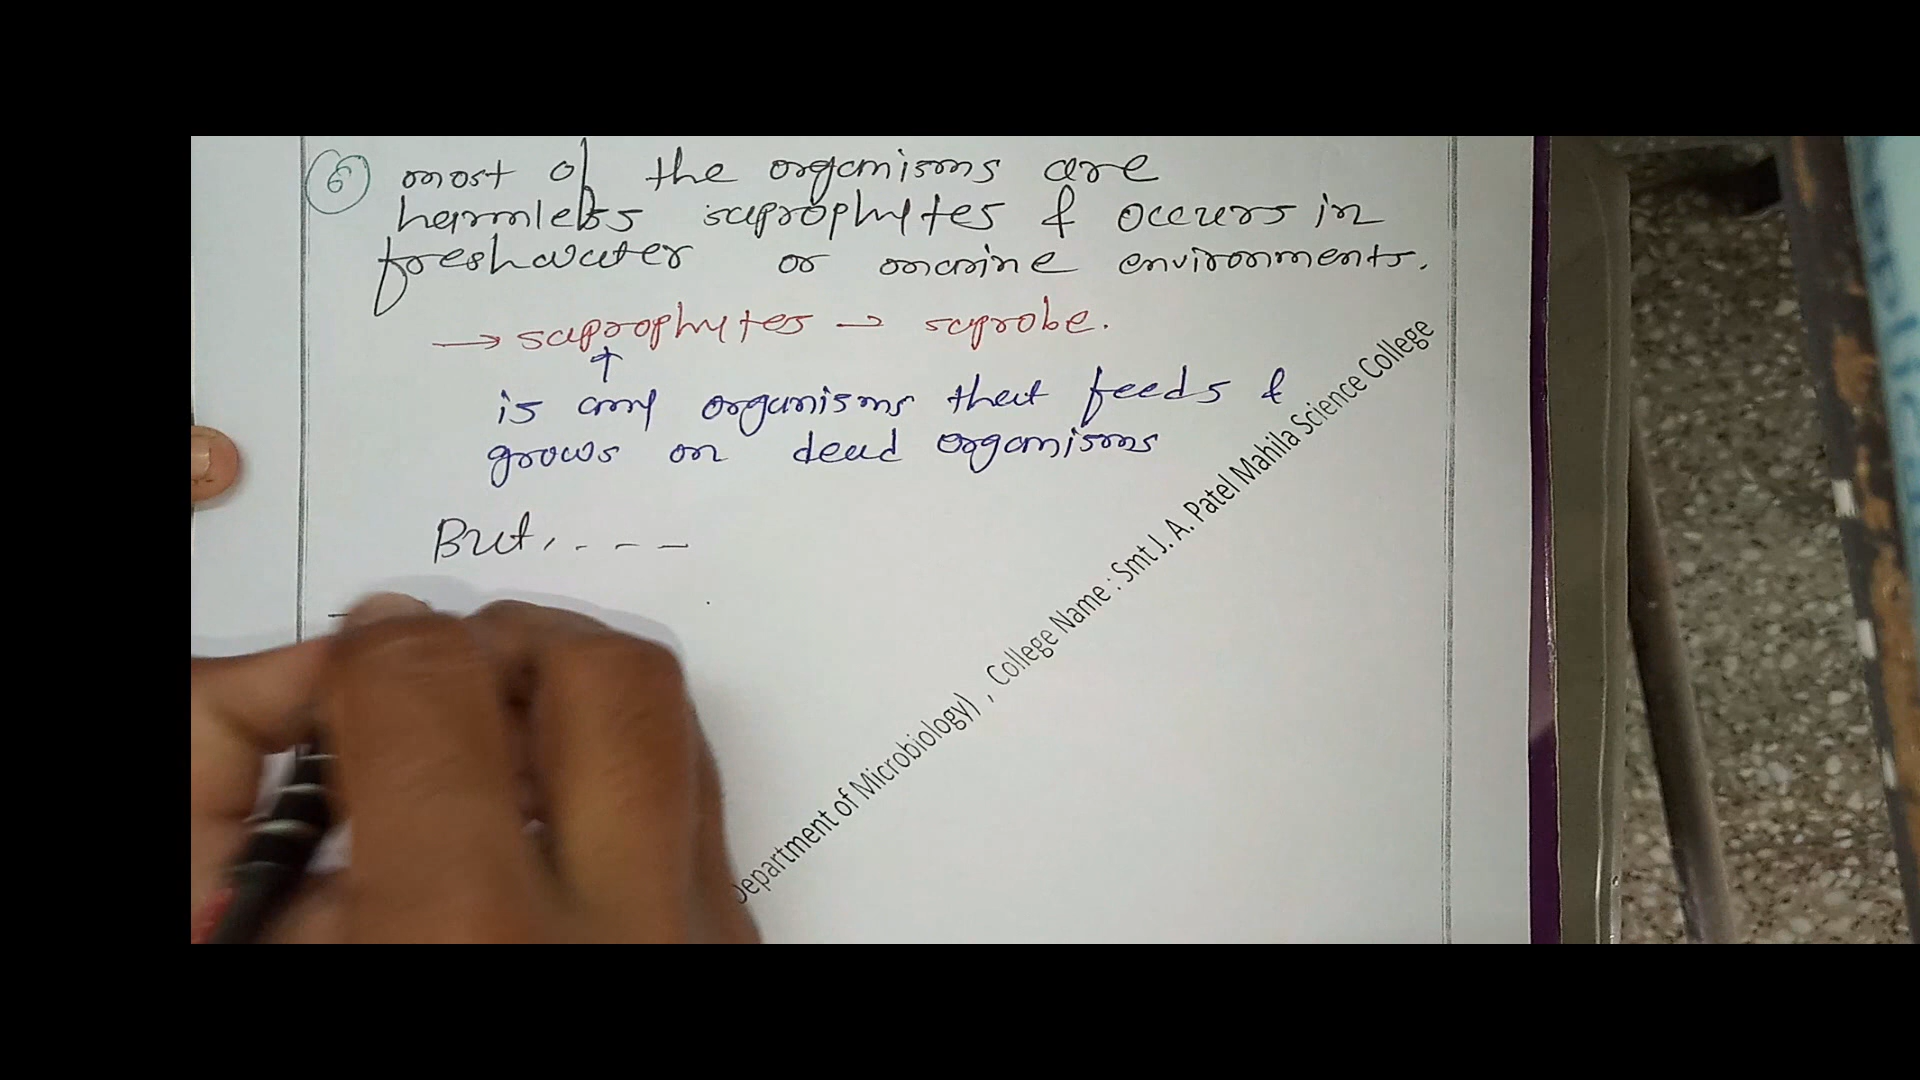 6 most of the organisms are
harmless saprophytes & occurs in
freshwater or marine environments.
→ saprophytes → saprobe.
↑
is any organisms that feeds &
grows on dead organisms
But, - - -
Department of Microbiology) , College Name : Smt J. A. Patel Mahila Science College